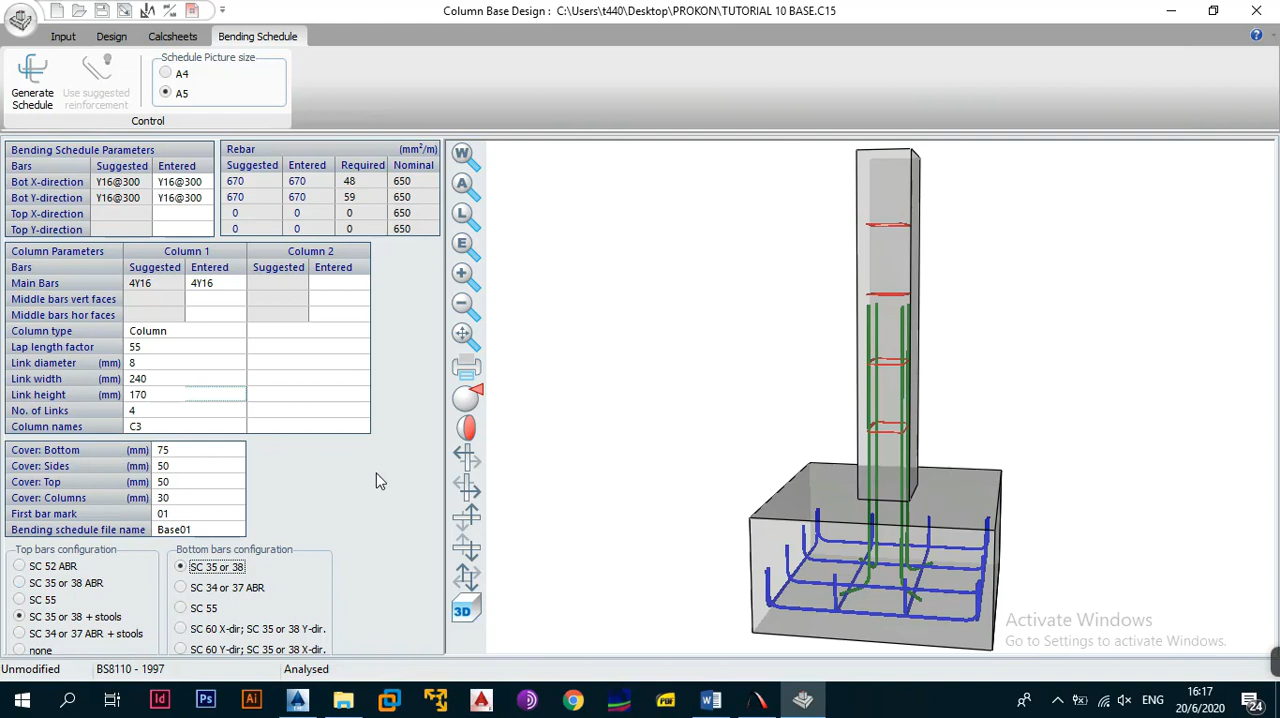 Column Base Design : C:\Users\t440\Desktop\PROKON\TUTORIAL 10 BASE.C15
Input Design Calcsheets Bending Schedule
Generate Schedule
Use suggested reinforcement
Schedule Picture size
A4
A5
Control
Bending Schedule Parameters
Bars Suggested Entered
Bot X-direction Y16@300 Y16@300
Bot Y-direction Y16@300 Y16@300
Top X-direction
Top Y-direction
Rebar (mm²/m)
Suggested Entered Required Nominal
670 670 48 650
670 670 59 650
0 0 0 650
0 0 0 650
Column Parameters Column 1 Column 2
Bars Suggested Entered Suggested Entered
Main Bars 4Y16 4Y16
Middle bars vert faces
Middle bars hor faces
Column type Column
Lap length factor 55
Link diameter (mm) 8
Link width (mm) 240
Link height (mm) 170
No. of Links 4
Column names C3
Cover: Bottom (mm) 75
Cover: Sides (mm) 50
Cover: Top (mm) 50
Cover: Columns (mm) 30
First bar mark 01
Bending schedule file name Base01
Top bars configuration
SC 52 ABR
SC 35 or 38 ABR
SC 55
SC 35 or 38 + stools
SC 34 or 37 ABR + stools
none
Bottom bars configuration
SC 35 or 38
SC 34 or 37 ABR
SC 55
SC 60 X-dir; SC 35 or 38 Y-dir.
SC 60 Y-dir; SC 35 or 38 X-dir.
W
A
L
E
3D
Activate Windows
Go to Settings to activate Windows.
Unmodified BS8110 - 1997 Analysed
Id Ps Ai W PDF
ENG
16:17
20/6/2020
24